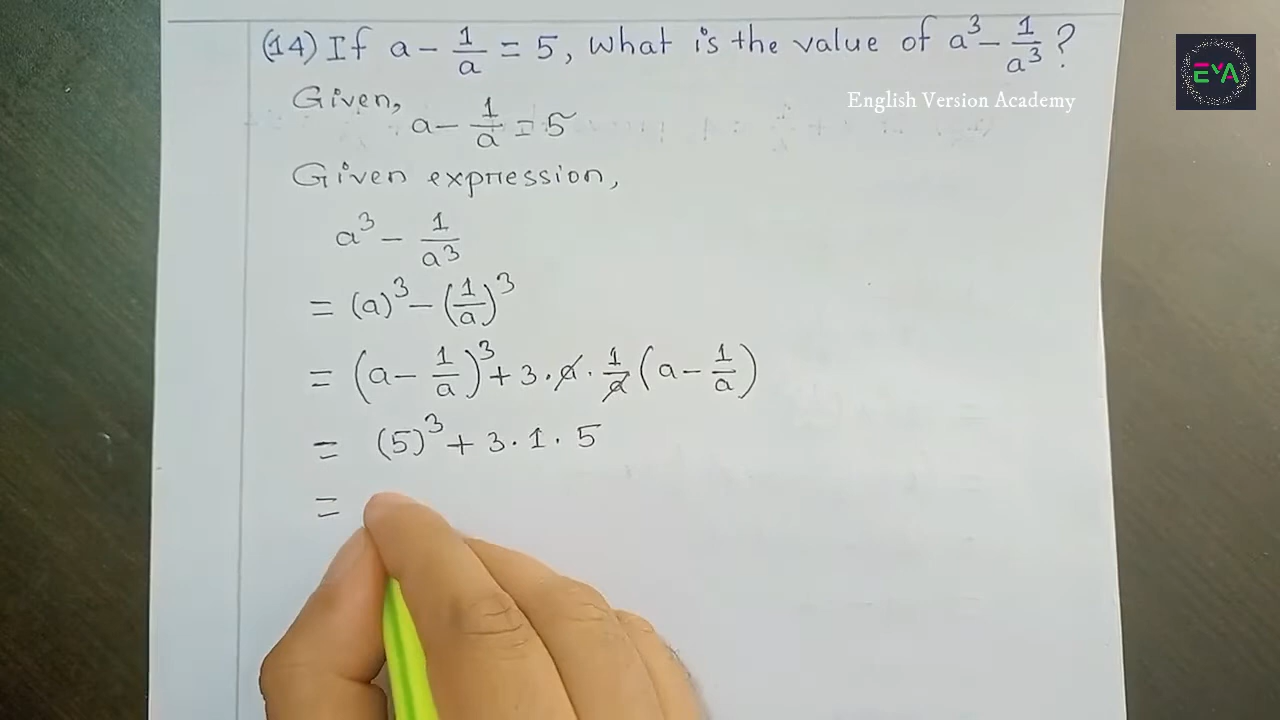 (14) If a - 1/a = 5, What is the value of a³ - 1/a³ ?
EVA
Given,
English Version Academy
a - 1/a = 5
Given expression,
a³ - 1/a³
= (a)³ - (1/a)³
= (a - 1/a)³ + 3 · a · 1/a (a - 1/a)
= (5)³ + 3 · 1 · 5
=